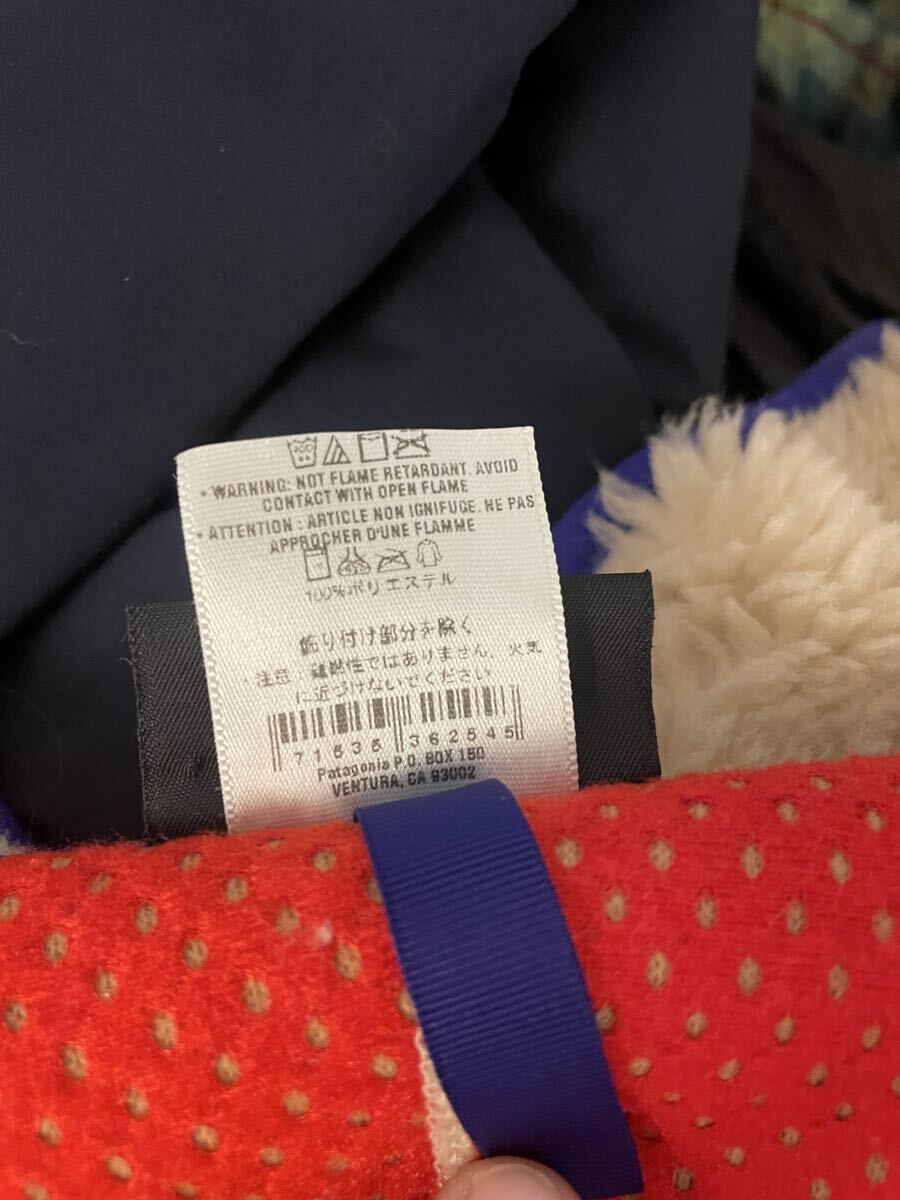 • WARNING: NOT FLAME RETARDANT. AVOID
CONTACT WITH OPEN FLAME
• ATTENTION : ARTICLE NON IGNIFUGE. NE PAS
APPROCHER D'UNE FLAMME
100%ポリエステル
飾り付け部分を除く
・注意 難燃性ではありません。火気
に近づけないでください
71535 362545
Patagonia P.O. BOX 150
VENTURA, CA 93002